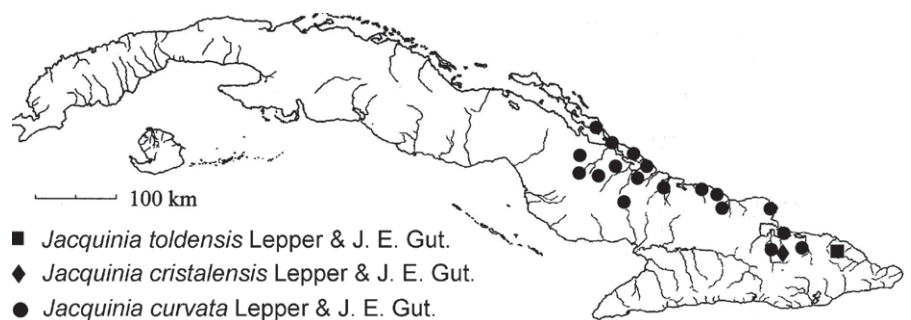 100 km
■ Jacquinia toldensis Lepper & J. E. Gut.
♦ Jacquinia cristalensis Lepper & J. E. Gut.
● Jacquinia curvata Lepper & J. E. Gut.